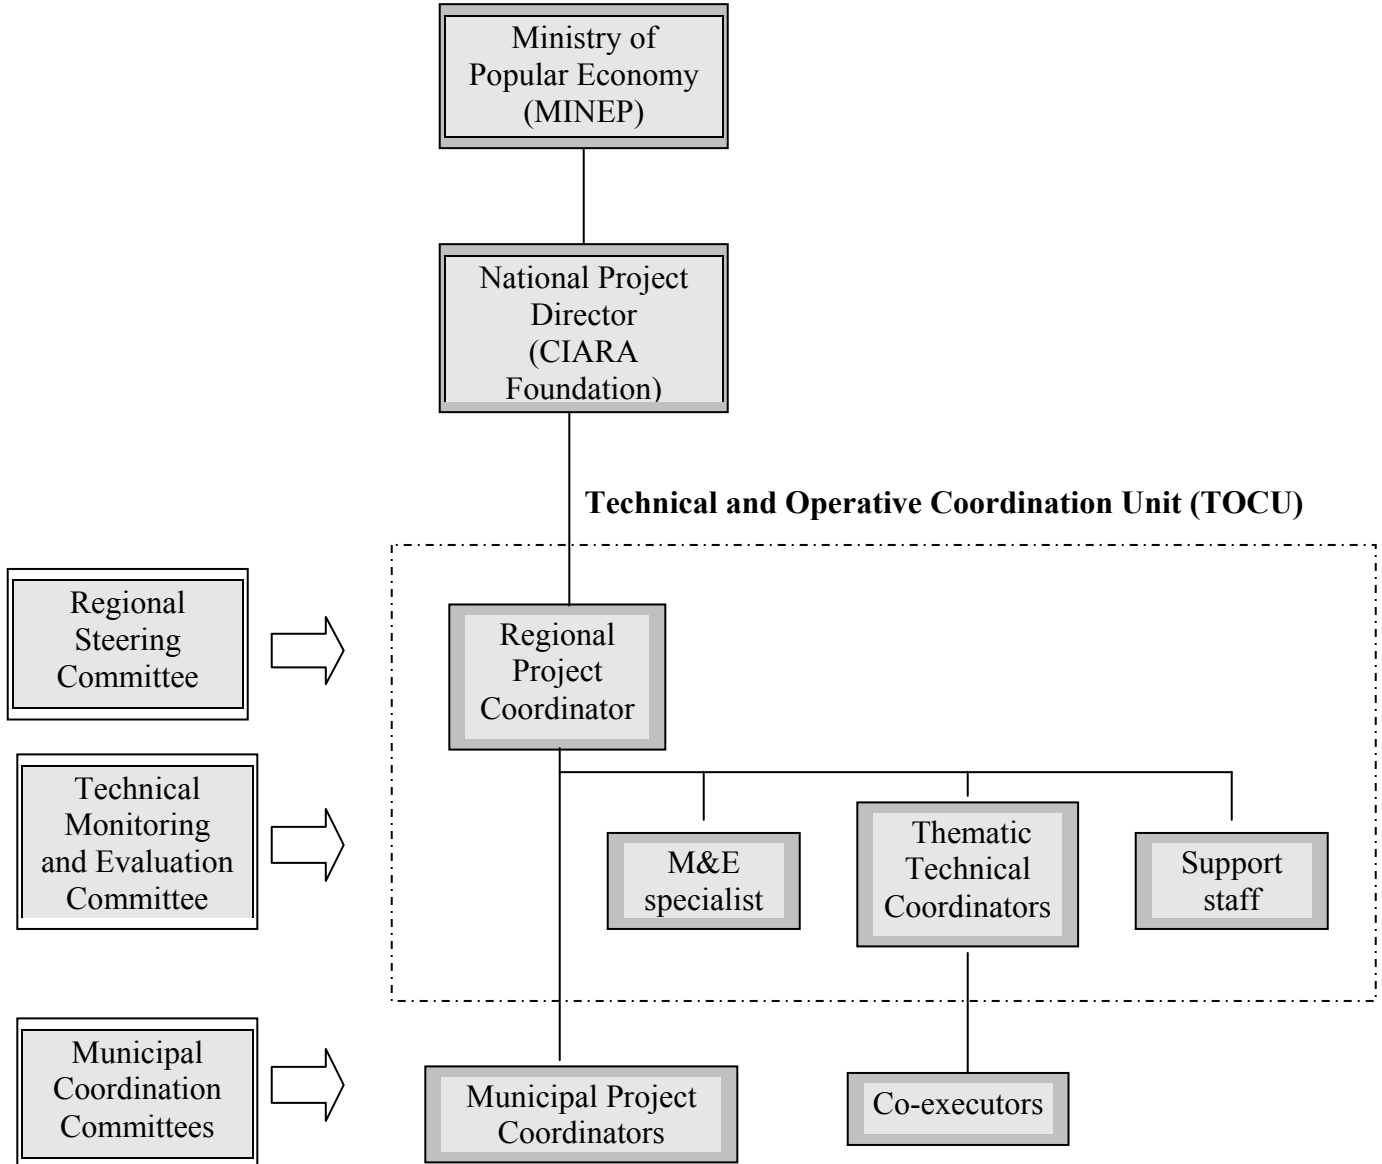 Ministry of
Popular Economy
(MINEP)
National Project
Director
(CIARA
Foundation)
Technical and Operative Coordination Unit (TOCU)
Regional
Steering
Committee
Regional
Project
Coordinator
Technical
Monitoring
and Evaluation
Committee
M&E
specialist
Thematic
Technical
Coordinators
Support
staff
Municipal
Coordination
Committees
Municipal Project
Coordinators
Co-executors